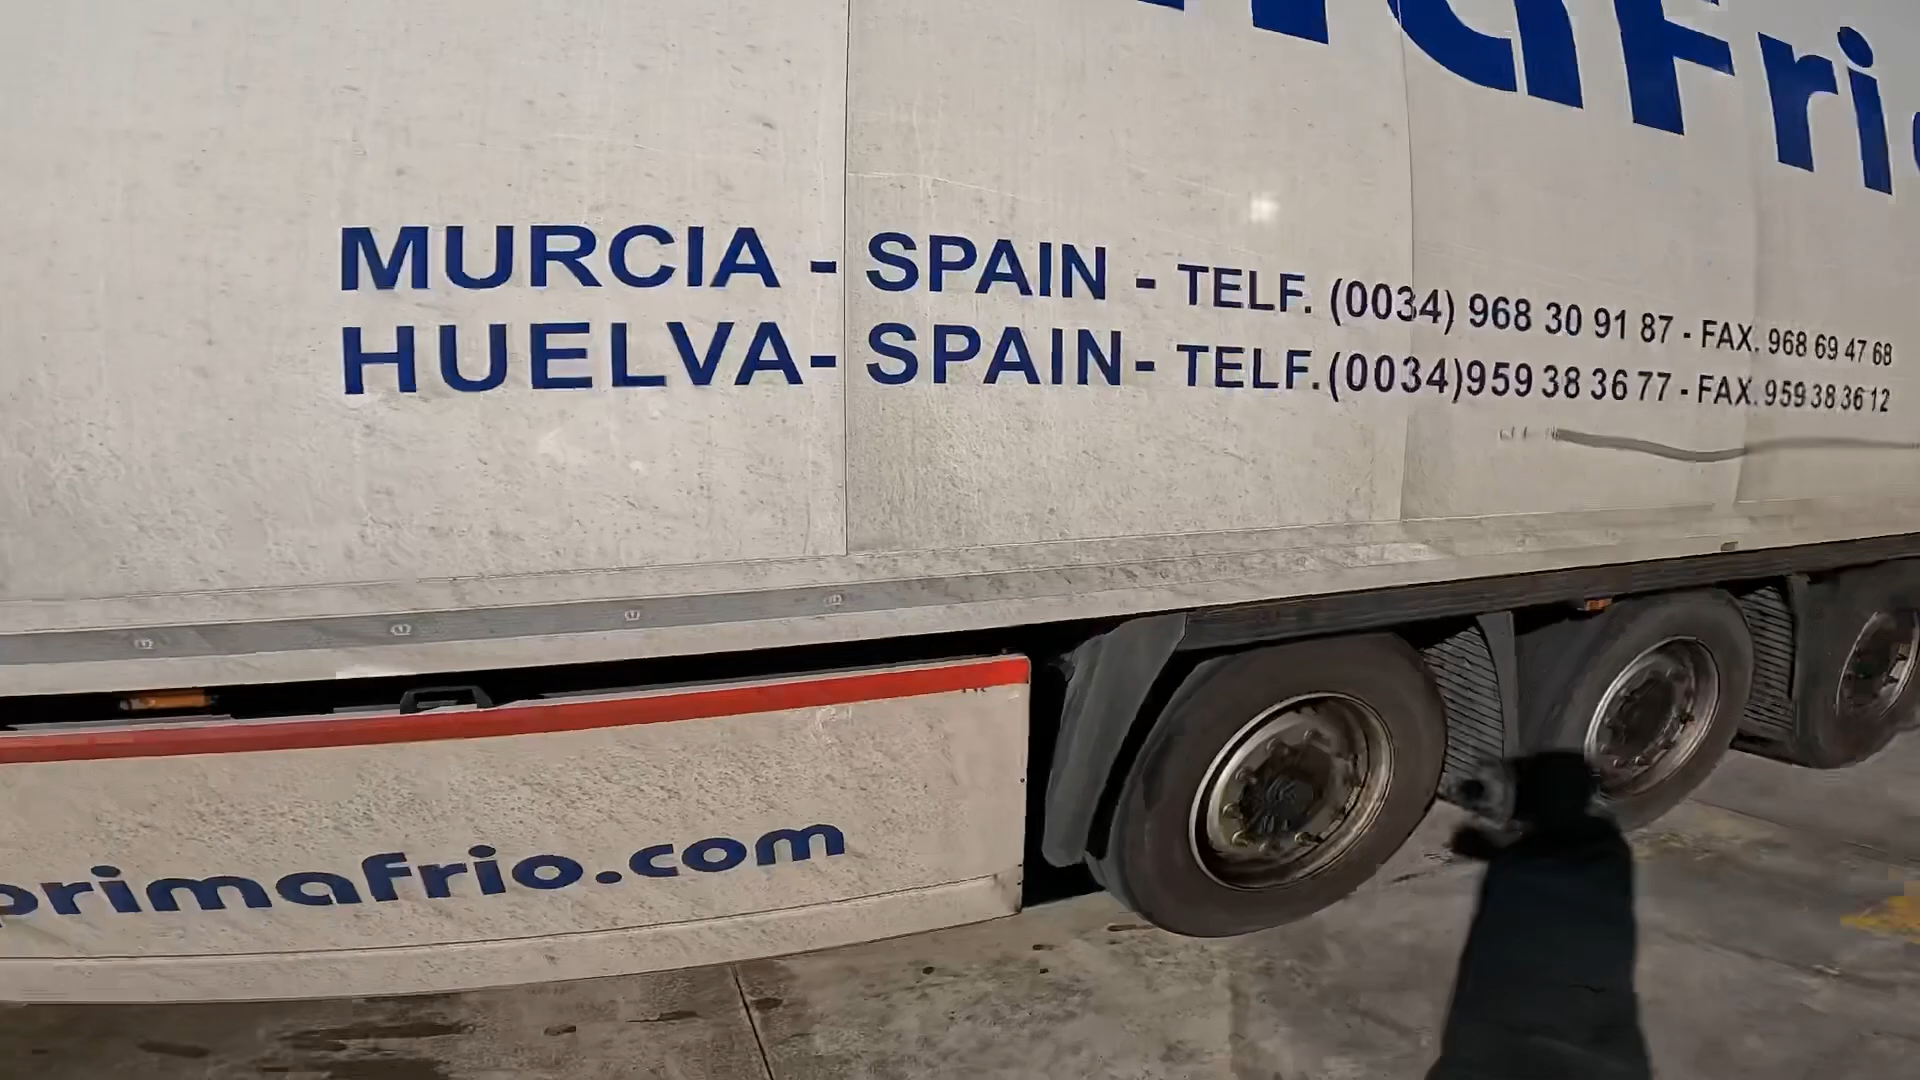 maFrio
MURCIA - SPAIN - TELF. (0034) 968 30 91 87 - FAX. 968 69 47 68
HUELVA- SPAIN- TELF.(0034)959 38 36 77 - FAX. 959 38 36 12
primafrio.com